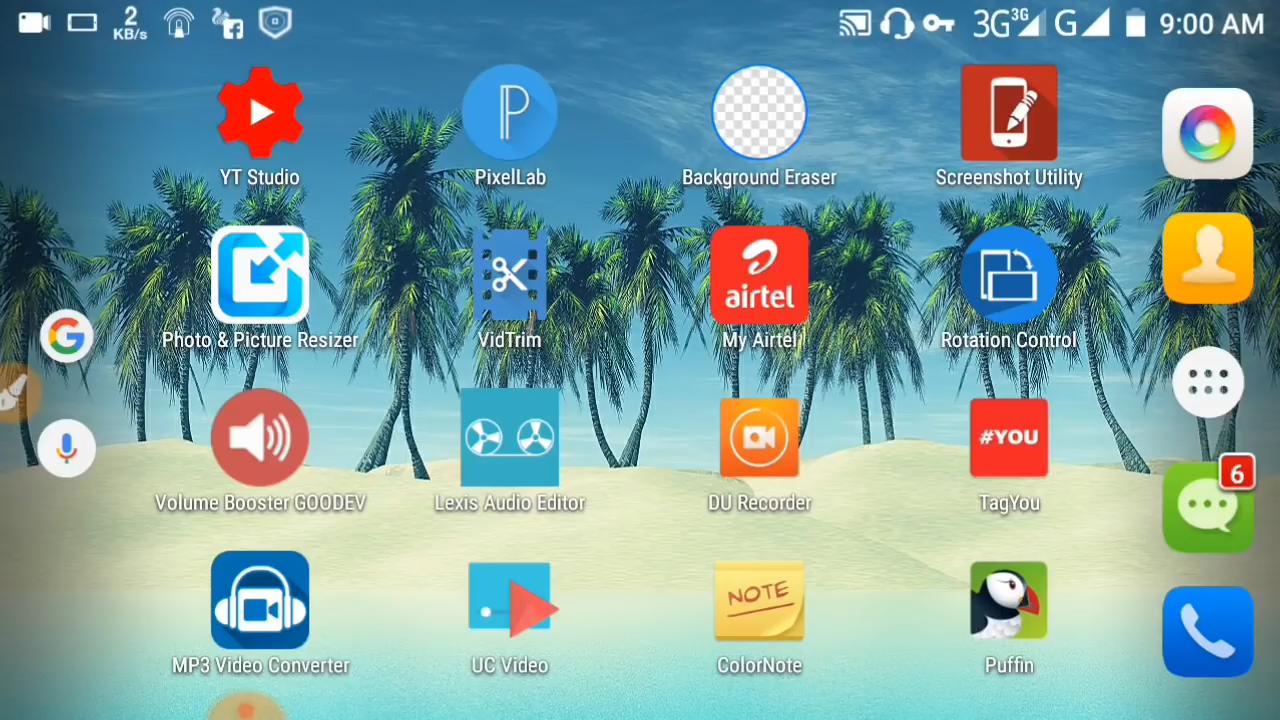 2
KB/s
3G 3G G 9:00 AM
YT Studio
PixelLab
Background Eraser
Screenshot Utility
airtel
Photo & Picture Resizer
VidTrim
My Airtel
Rotation Control
#YOU
6
Volume Booster GOODEV
Lexis Audio Editor
DU Recorder
TagYou
NOTE
MP3 Video Converter
UC Video
ColorNote
Puffin